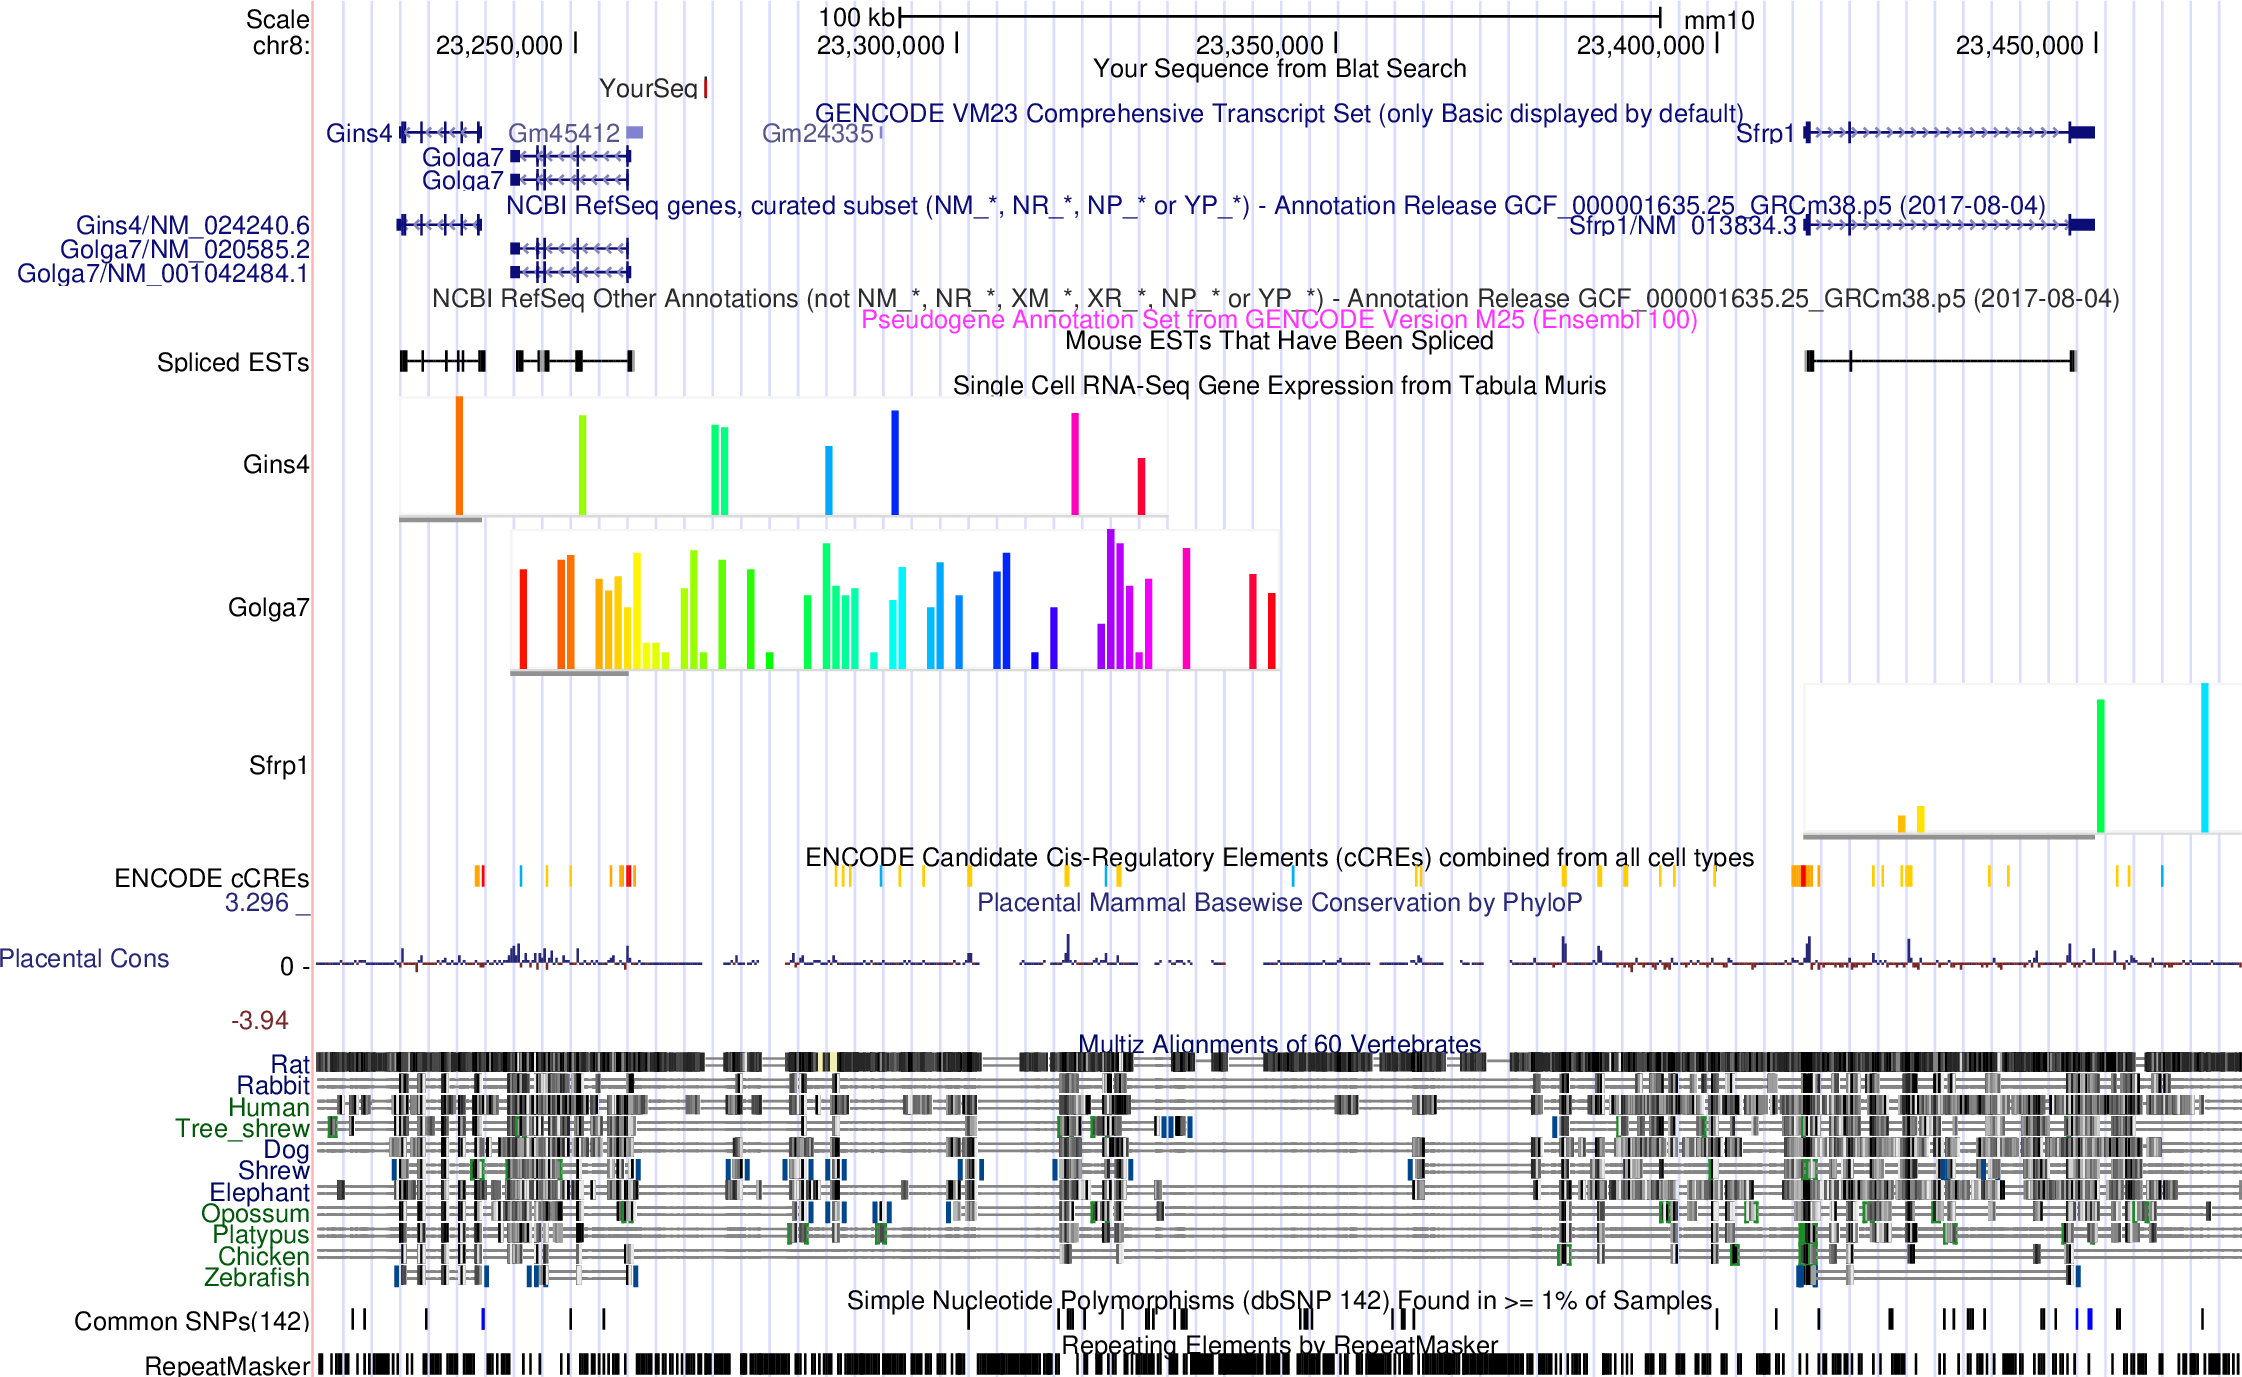 Scale 100 kb mm10
chr8: 23,250,000 23,300,000 23,350,000 23,400,000 23,450,000
Your Sequence from Blat Search
YourSeq
GENCODE VM23 Comprehensive Transcript Set (only Basic displayed by default)
Gins4 Gm45412 Gm24335 Sfrp1
Golga7
Golga7
NCBI RefSeq genes, curated subset (NM_*, NR_*, NP_* or YP_*) - Annotation Release GCF_000001635.25_GRCm38.p5 (2017-08-04)
Gins4/NM_024240.6 Sfrp1/NM_013834.3
Golga7/NM_020585.2
Golga7/NM_001042484.1
NCBI RefSeq Other Annotations (not NM_*, NR_*, XM_*, XR_*, NP_* or YP_*) - Annotation Release GCF_000001635.25_GRCm38.p5 (2017-08-04)
Pseudogene Annotation Set from GENCODE Version M25 (Ensembl 100)
Mouse ESTs That Have Been Spliced
Spliced ESTs
Single Cell RNA-Seq Gene Expression from Tabula Muris
Gins4
Golga7
Sfrp1
ENCODE Candidate Cis-Regulatory Elements (cCREs) combined from all cell types
ENCODE cCREs
3.296 _
Placental Mammal Basewise Conservation by PhyloP
Placental Cons
0 -
-3.94
Multiz Alignments of 60 Vertebrates
Rat
Rabbit
Human
Tree_shrew
Dog
Shrew
Elephant
Opossum
Platypus
Chicken
Zebrafish
Simple Nucleotide Polymorphisms (dbSNP 142) Found in >= 1% of Samples
Common SNPs(142)
Repeating Elements by RepeatMasker
RepeatMasker